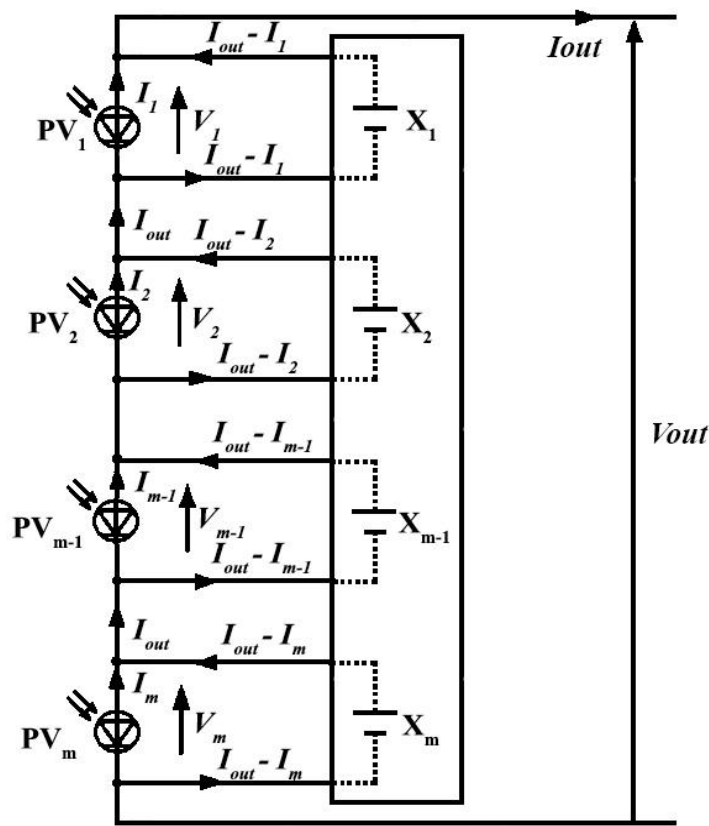 I_out - I_1
Iout
I_1
PV_1
V_1
X_1
I_out - I_1
I_out
I_out - I_2
I_2
PV_2
V_2
X_2
I_out - I_2
Vout
I_out - I_m-1
I_m-1
PV_m-1
V_m-1
X_m-1
I_out - I_m-1
I_out
I_out - I_m
I_m
PV_m
V_m
X_m
I_out - I_m